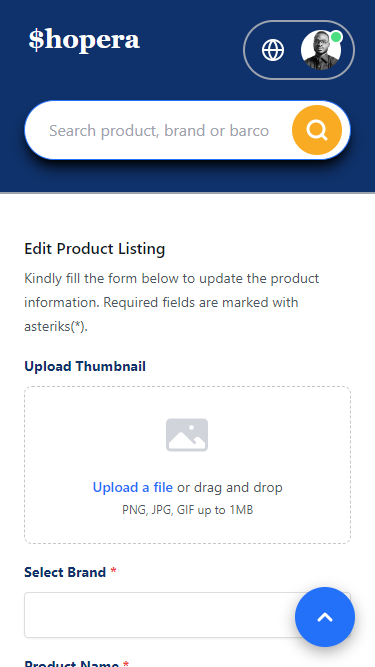 $hopera
Search product, brand or barco
Edit Product Listing
Kindly fill the form below to update the product
information. Required fields are marked with
asteriks(*).
Upload Thumbnail
Upload a file or drag and drop
PNG, JPG, GIF up to 1MB
Select Brand *
Product Name *